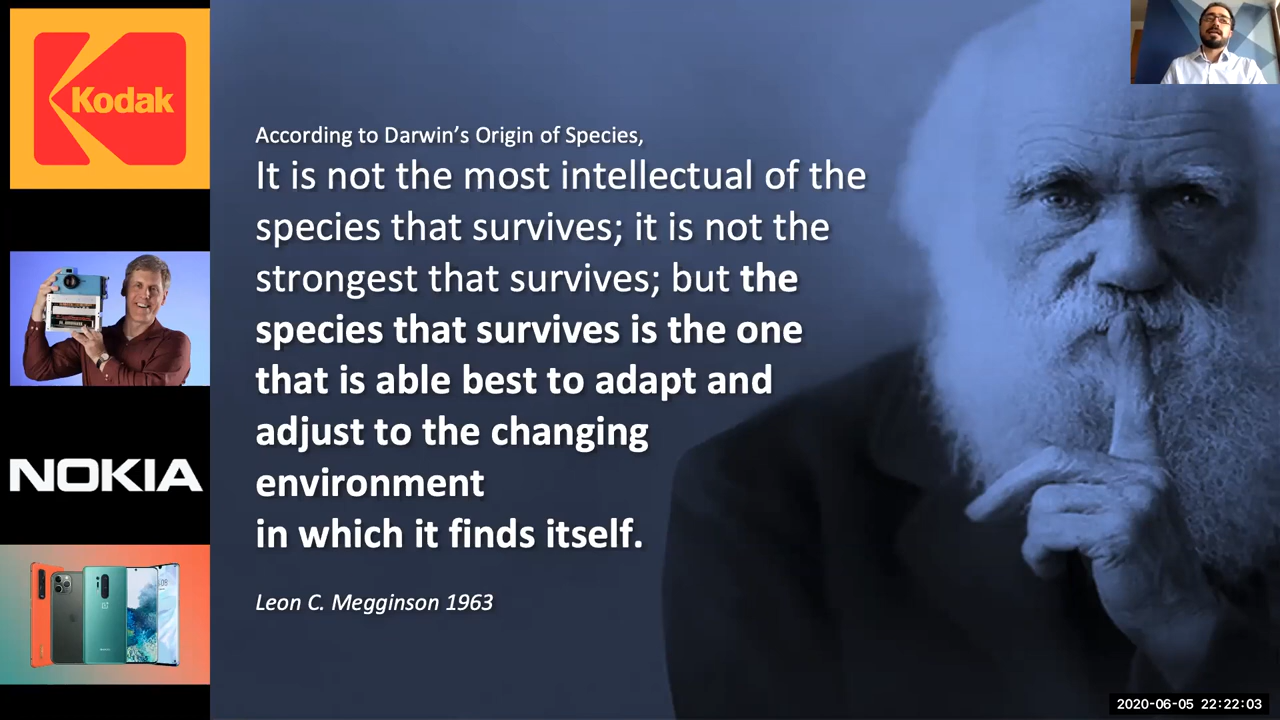 Kodak
NOKIA
According to Darwin's Origin of Species,
It is not the most intellectual of the
species that survives; it is not the
strongest that survives; but the
species that survives is the one
that is able best to adapt and
adjust to the changing
environment
in which it finds itself.
Leon C. Megginson 1963
2020-06-05 22:22:03